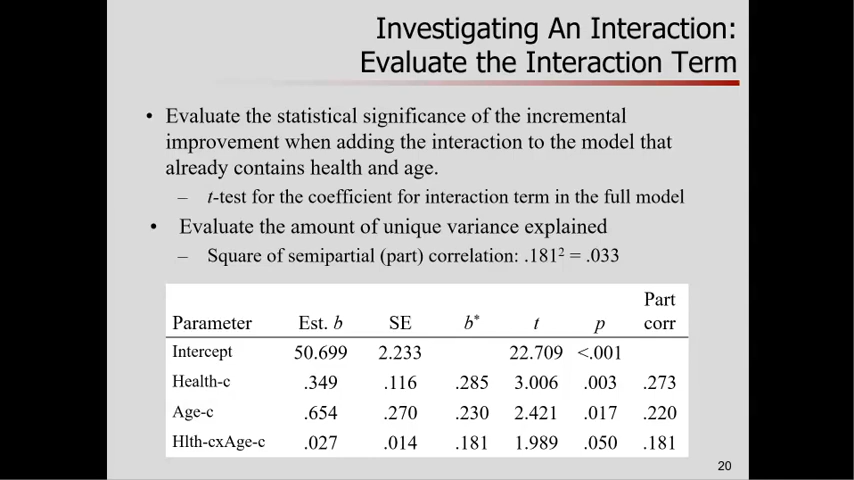 Investigating An Interaction:
Evaluate the Interaction Term
• Evaluate the statistical significance of the incremental
improvement when adding the interaction to the model that
already contains health and age.
– t-test for the coefficient for interaction term in the full model
• Evaluate the amount of unique variance explained
– Square of semipartial (part) correlation: .181² = .033
Parameter Est. b SE b* t p Part corr
Intercept 50.699 2.233 22.709 <.001
Health-c .349 .116 .285 3.006 .003 .273
Age-c .654 .270 .230 2.421 .017 .220
Hlth-cxAge-c .027 .014 .181 1.989 .050 .181
20